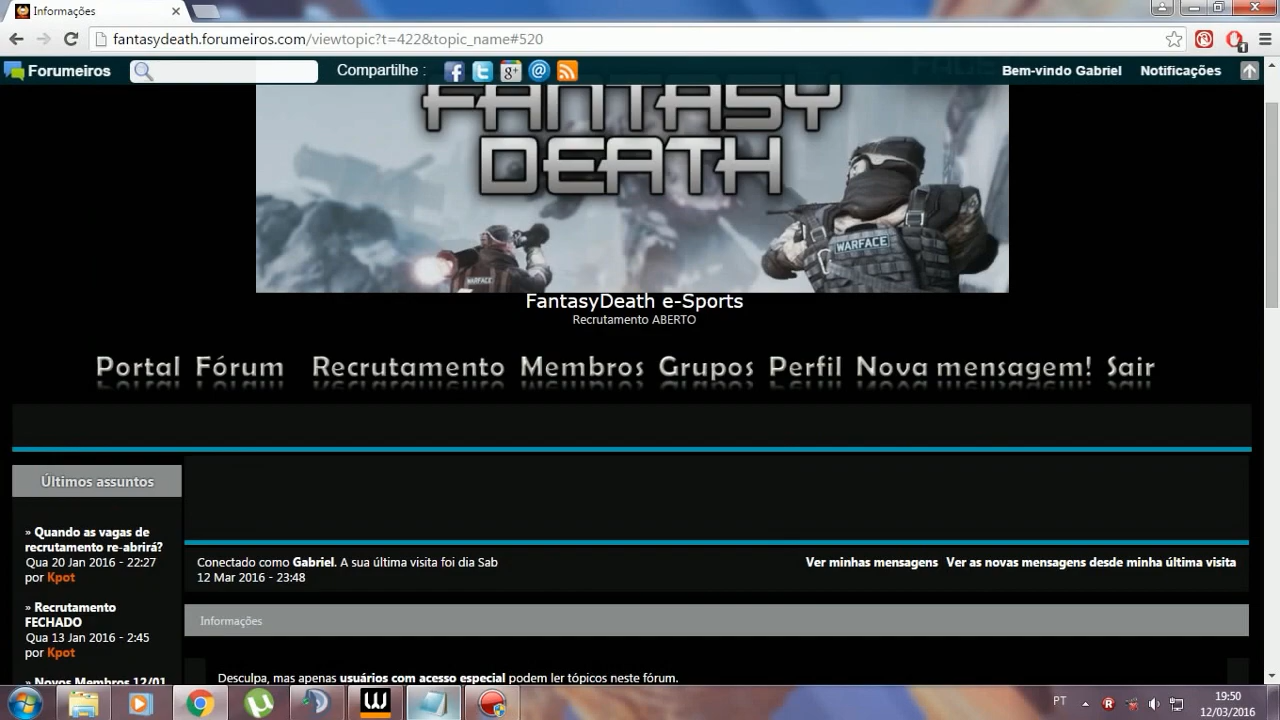 Informações
fantasydeath.forumeiros.com/viewtopic?t=422&topic_name#520
Forumeiros
Compartilhe :
Bem-vindo Gabriel
Notificações
FANTASY
DEATH
WARFACE
WARFACE
FantasyDeath e-Sports
Recrutamento ABERTO
Portal Fórum Recrutamento Membros Grupos Perfil Nova mensagem! Sair
Últimos assuntos
» Quando as vagas de
recrutamento re-abrirá?
Qua 20 Jan 2016 - 22:27
por Kpot
» Recrutamento
FECHADO
Qua 13 Jan 2016 - 2:45
por Kpot
» Novos Membros 12/01
Conectado como Gabriel. A sua última visita foi dia Sab
12 Mar 2016 - 23:48
Ver minhas mensagens Ver as novas mensagens desde minha última visita
Informações
Desculpa, mas apenas usuários com acesso especial podem ler tópicos neste fórum.
PT
19:50
12/03/2016